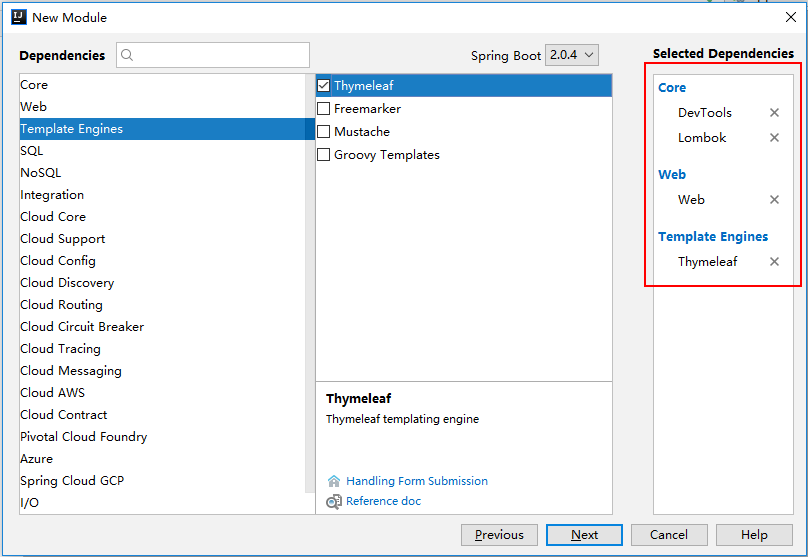 New Module
Dependencies
Spring Boot 2.0.4
Selected Dependencies
Core
Web
Template Engines
SQL
NoSQL
Integration
Cloud Core
Cloud Support
Cloud Config
Cloud Discovery
Cloud Routing
Cloud Circuit Breaker
Cloud Tracing
Cloud Messaging
Cloud AWS
Cloud Contract
Pivotal Cloud Foundry
Azure
Spring Cloud GCP
I/O
Thymeleaf
Freemarker
Mustache
Groovy Templates
Thymeleaf
Thymeleaf templating engine
Handling Form Submission
Reference doc
Core
DevTools
Lombok
Web
Web
Template Engines
Thymeleaf
Previous
Next
Cancel
Help